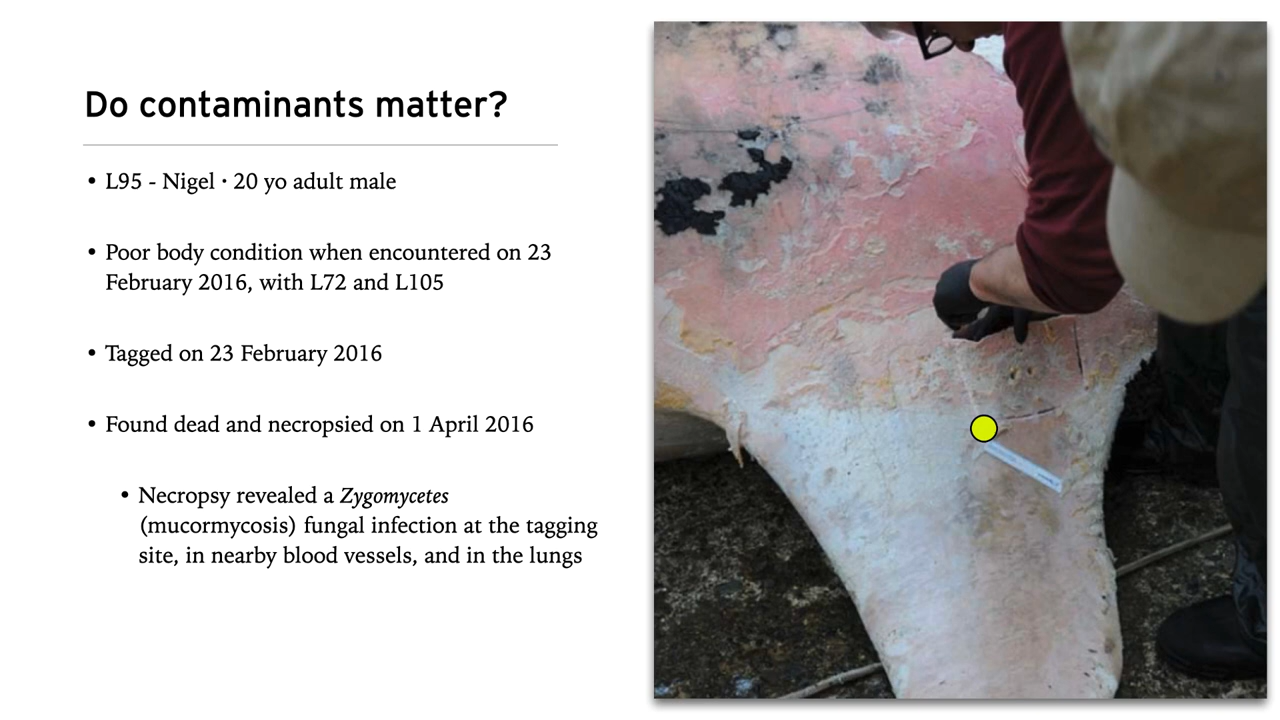 Do contaminants matter?
• L95 - Nigel · 20 yo adult male
• Poor body condition when encountered on 23
February 2016, with L72 and L105
• Tagged on 23 February 2016
• Found dead and necropsied on 1 April 2016
• Necropsy revealed a Zygomycetes
(mucormycosis) fungal infection at the tagging
site, in nearby blood vessels, and in the lungs